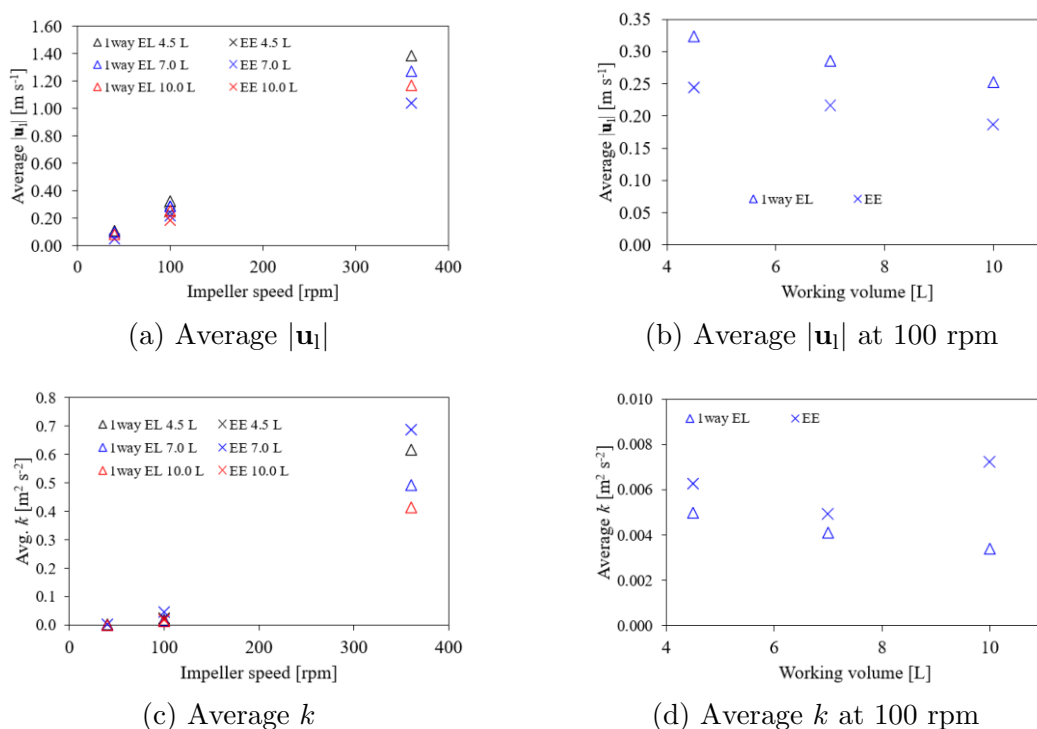 1.60
1.40
1.20
1.00
0.80
0.60
0.40
0.20
0.00
Average |u_l| [m s⁻¹]
1way EL 4.5 L EE 4.5 L
1way EL 7.0 L EE 7.0 L
1way EL 10.0 L EE 10.0 L
0 100 200 300 400
Impeller speed [rpm]
(a) Average |u_l|
0.35
0.30
0.25
0.20
0.15
0.10
0.05
0.00
Average |u_l| [m s⁻¹]
1way EL EE
4 6 8 10
Working volume [L]
(b) Average |u_l| at 100 rpm
0.8
0.7
0.6
0.5
0.4
0.3
0.2
0.1
0.0
Avg. k [m² s⁻²]
1way EL 4.5 L EE 4.5 L
1way EL 7.0 L EE 7.0 L
1way EL 10.0 L EE 10.0 L
0 100 200 300 400
Impeller speed [rpm]
(c) Average k
0.010
0.008
0.006
0.004
0.002
0.000
Average k [m² s⁻²]
1way EL EE
4 6 8 10
Working volume [L]
(d) Average k at 100 rpm